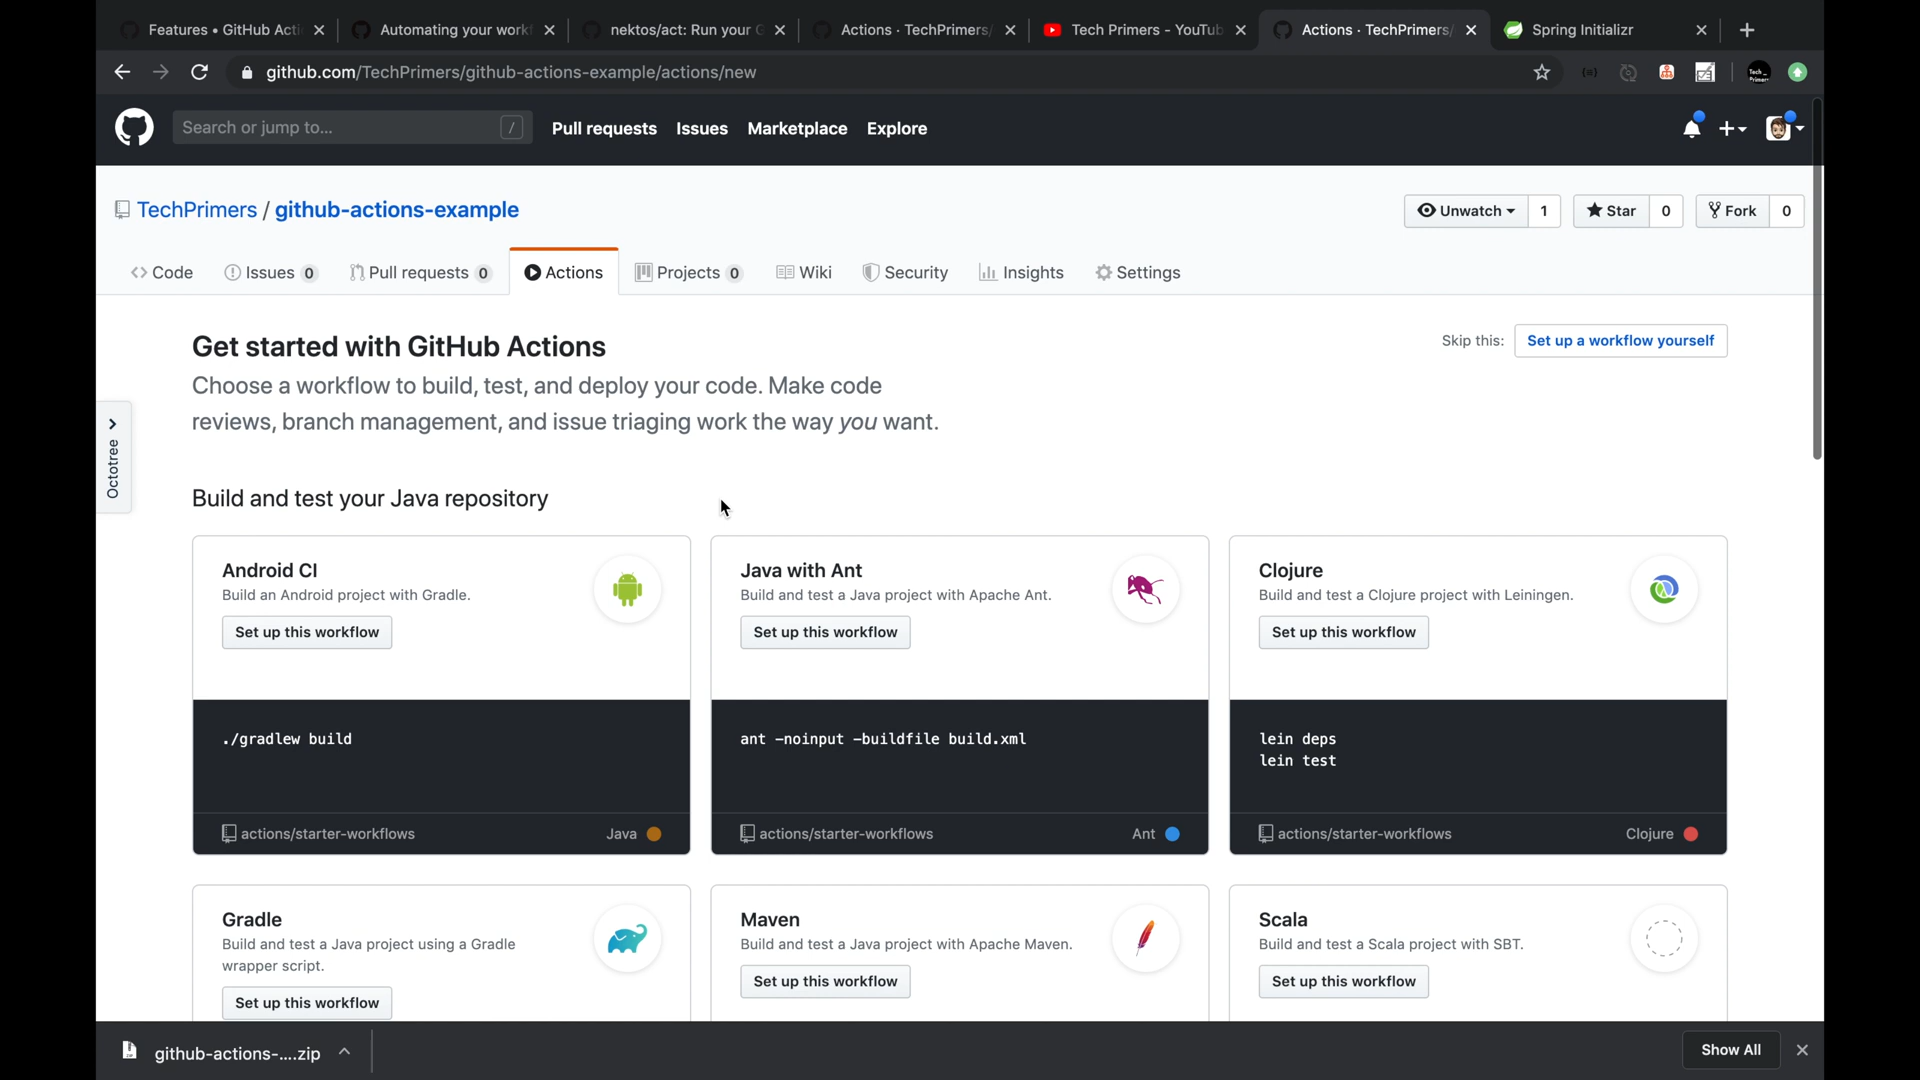 Features • GitHub Acti
Automating your work
nektos/act: Run your G
Actions · TechPrimers/
Tech Primers - YouTub
Actions · TechPrimers/
Spring Initializr
github.com/TechPrimers/github-actions-example/actions/new
Search or jump to... /
Pull requests Issues Marketplace Explore
TechPrimers / github-actions-example
Unwatch 1 Star 0 Fork 0
Code Issues 0 Pull requests 0 Actions Projects 0 Wiki Security Insights Settings
Get started with GitHub Actions
Skip this: Set up a workflow yourself
Choose a workflow to build, test, and deploy your code. Make code
reviews, branch management, and issue triaging work the way you want.
Octotree
Build and test your Java repository
Android CI
Build an Android project with Gradle.
Set up this workflow
./gradlew build
actions/starter-workflows Java
Java with Ant
Build and test a Java project with Apache Ant.
Set up this workflow
ant -noinput -buildfile build.xml
actions/starter-workflows Ant
Clojure
Build and test a Clojure project with Leiningen.
Set up this workflow
lein deps
lein test
actions/starter-workflows Clojure
Gradle
Build and test a Java project using a Gradle
wrapper script.
Set up this workflow
Maven
Build and test a Java project with Apache Maven.
Set up this workflow
Scala
Build and test a Scala project with SBT.
Set up this workflow
github-actions-....zip
Show All